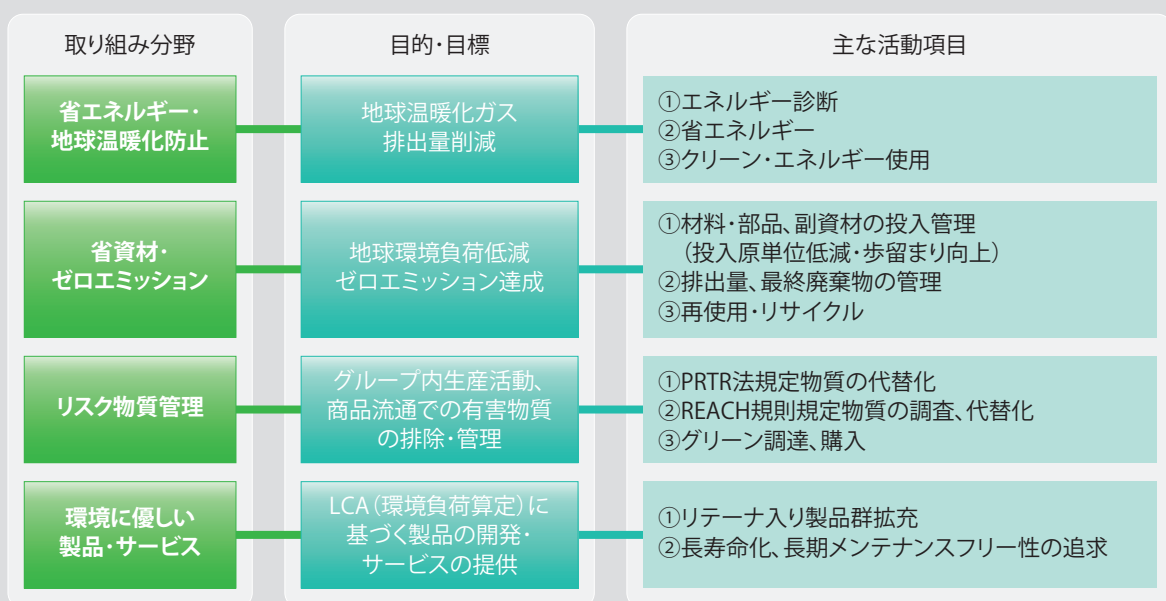 取り組み分野
目的・目標
主な活動項目
省エネルギー・
地球温暖化防止
地球温暖化ガス
排出量削減
①エネルギー診断
②省エネルギー
③クリーン・エネルギー使用
省資材・
ゼロエミッション
地球環境負荷低減
ゼロエミッション達成
①材料・部品、副資材の投入管理
（投入原単位低減・歩留まり向上）
②排出量、最終廃棄物の管理
③再使用・リサイクル
リスク物質管理
グループ内生産活動、
商品流通での有害物質
の排除・管理
①PRTR法規定物質の代替化
②REACH規則規定物質の調査、代替化
③グリーン調達、購入
環境に優しい
製品・サービス
LCA（環境負荷算定）に
基づく製品の開発・
サービスの提供
①リテーナ入り製品群拡充
②長寿命化、長期メンテナンスフリー性の追求